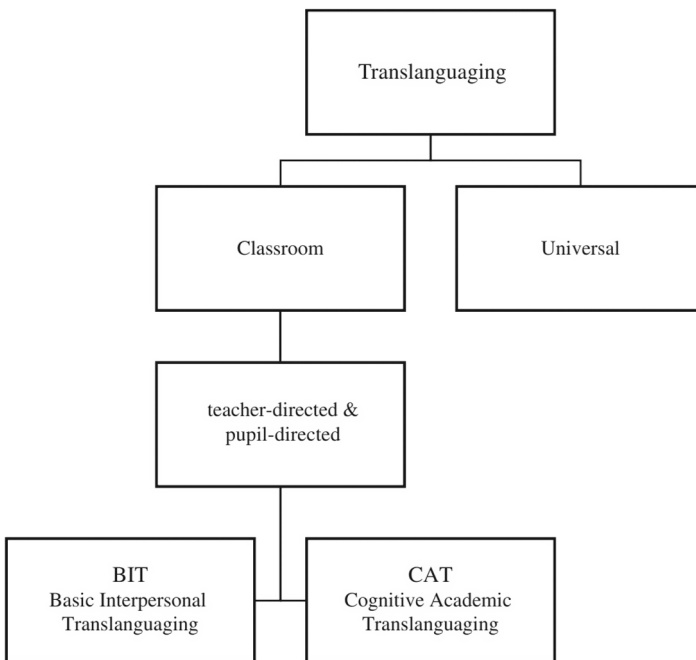 Translanguaging
Classroom
Universal
teacher-directed &
pupil-directed
BIT
Basic Interpersonal
Translanguaging
CAT
Cognitive Academic
Translanguaging